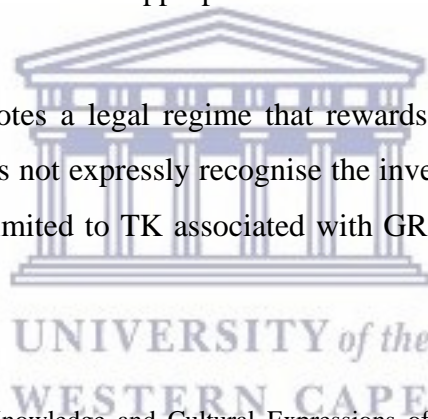 otes a legal regime that rewards
s not expressly recognise the inve
mited to TK associated with GR
UNIVERSITY of the
WESTERN CAPE
nowledge and Cultural Expressions of